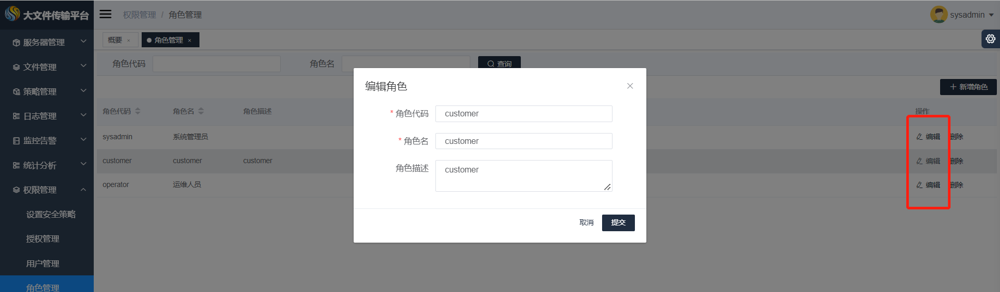 大文件传输平台
权限管理 / 角色管理
sysadmin
服务器管理
文件管理
策略管理
日志管理
监控告警
统计分析
权限管理
设置安全策略
授权管理
用户管理
角色管理
概要 ×
角色管理 ×
角色代码
角色名
查询
+ 新增角色
角色代码 角色名 角色描述 操作
sysadmin 系统管理员 编辑 删除
customer customer customer 编辑 删除
operator 运维人员 编辑 删除
编辑角色
* 角色代码 customer
* 角色名 customer
角色描述 customer
取消 提交